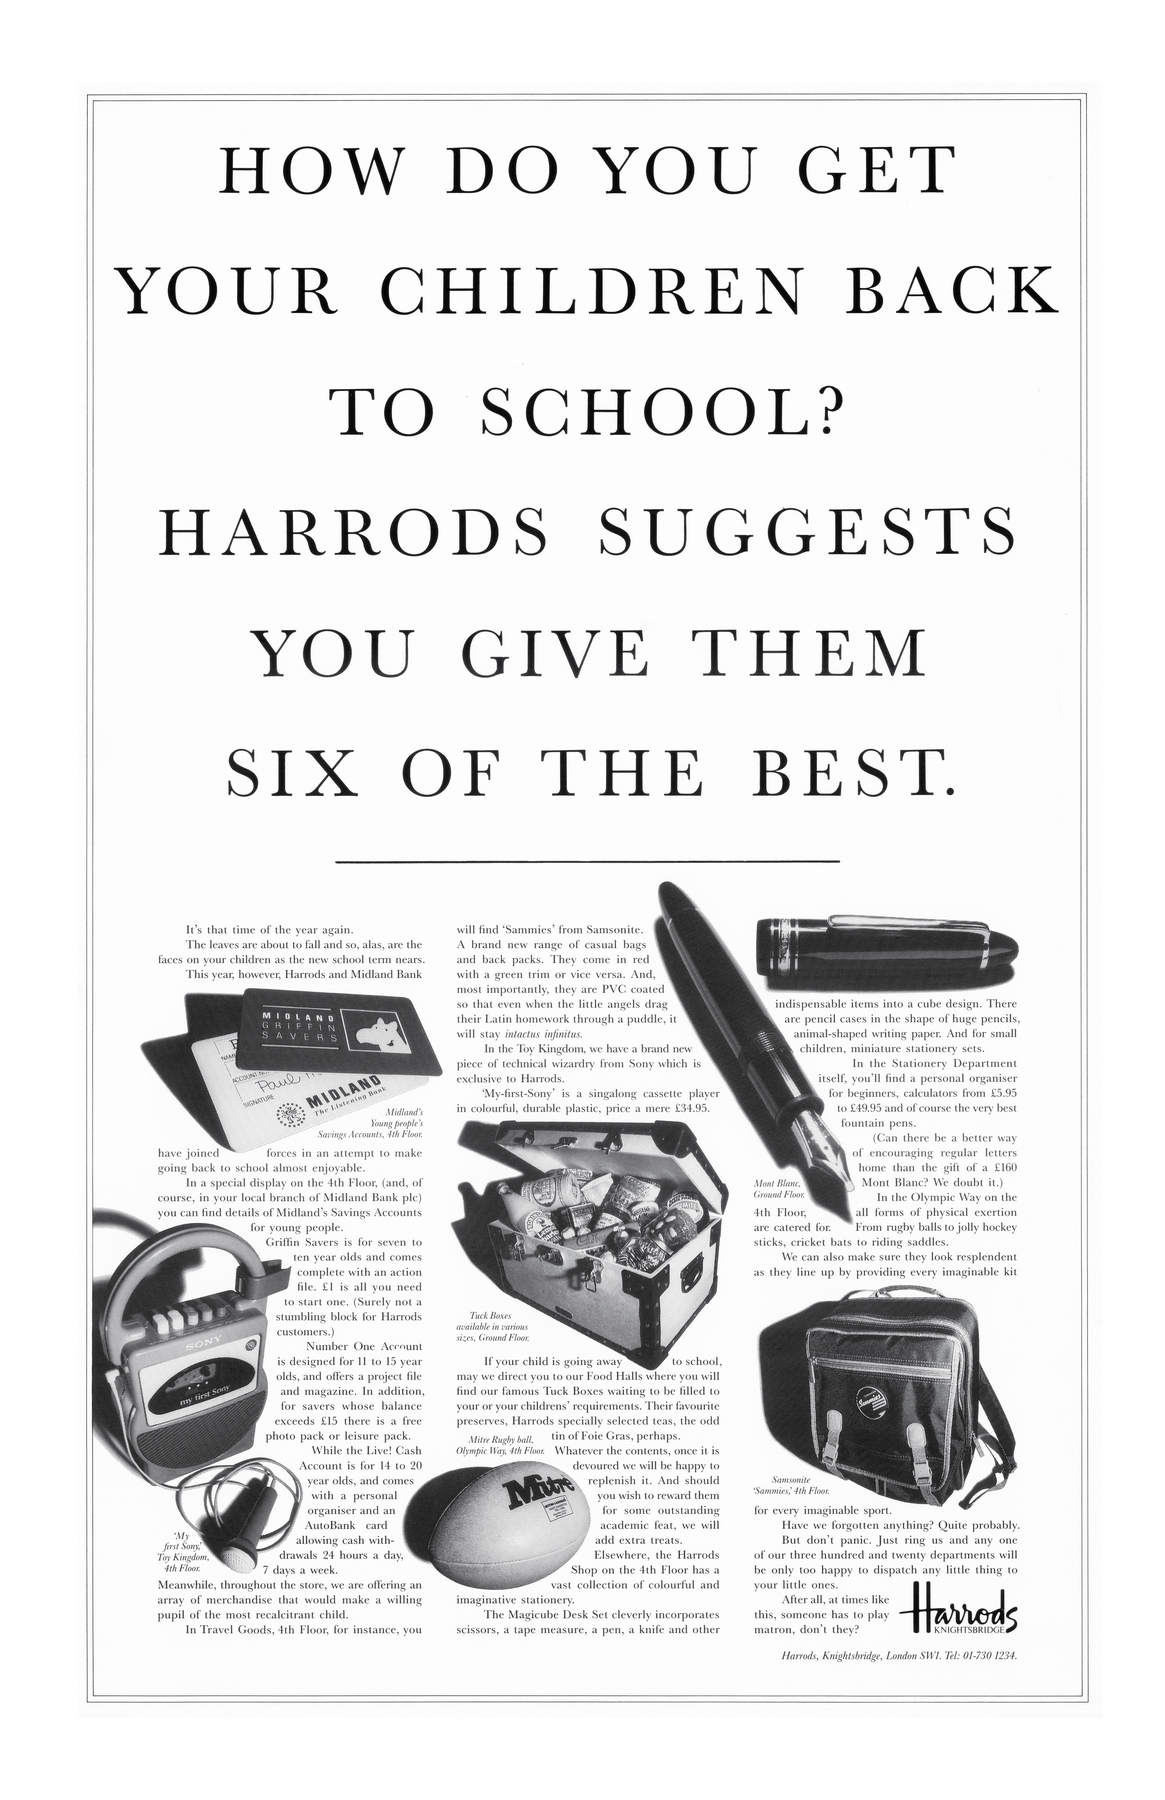 HOW DO YOU GET
YOUR CHILDREN BACK
TO SCHOOL?
HARRODS SUGGESTS
YOU GIVE THEM
SIX OF THE BEST.
It's that time of the year again.
The leaves are about to fall and so, alas, are the
faces on your children as the new school term nears.
This year, however, Harrods and Midland Bank
MIDLAND
GRIFFIN
SAVERS
ACCOUNT
Paul
SIGNATURE
MIDLAND
The Listening Bank
Midland's
Young people's
Savings Accounts, 4th Floor.
have joined forces in an attempt to make
going back to school almost enjoyable.
In a special display on the 4th Floor, (and, of
course, in your local branch of Midland Bank plc)
you can find details of Midland's Savings Accounts
for young people.
Griffin Savers is for seven to
ten year olds and comes
complete with an action
file. £1 is all you need
to start one. (Surely not a
stumbling block for Harrods
customers.)
Number One Account
is designed for 11 to 15 year
olds, and offers a project file
and magazine. In addition,
for savers whose balance
exceeds £15 there is a free
photo pack or leisure pack.
While the Live! Cash
Account is for 14 to 20
year olds, and comes
with a personal
organiser and an
AutoBank card
allowing cash with-
drawals 24 hours a day,
7 days a week.
SONY
my first Sony
'My
first Sony,'
Toy Kingdom,
4th Floor.
Meanwhile, throughout the store, we are offering an
array of merchandise that would make a willing
pupil of the most recalcitrant child.
In Travel Goods, 4th Floor, for instance, you
will find 'Sammies' from Samsonite.
A brand new range of casual bags
and back packs. They come in red
with a green trim or vice versa. And,
most importantly, they are PVC coated
so that even when the little angels drag
their Latin homework through a puddle, it
will stay intactus infinitus.
In the Toy Kingdom, we have a brand new
piece of technical wizardry from Sony which is
exclusive to Harrods.
'My-first-Sony' is a singalong cassette player
in colourful, durable plastic, price a mere £34.95.
Tuck Boxes
available in various
sizes, Ground Floor.
If your child is going away to school,
may we direct you to our Food Halls where you will
find our famous Tuck Boxes waiting to be filled to
your or your childrens' requirements. Their favourite
preserves, Harrods specially selected teas, the odd
tin of Foie Gras, perhaps.
Mitre Rugby ball,
Olympic Way, 4th Floor.
Whatever the contents, once it is
devoured we will be happy to
replenish it. And should
you wish to reward them
for some outstanding
academic feat, we will
add extra treats.
Mitre
Elsewhere, the Harrods
Shop on the 4th Floor has a
vast collection of colourful and
imaginative stationery.
The Magicube Desk Set cleverly incorporates
scissors, a tape measure, a pen, a knife and other
indispensable items into a cube design. There
are pencil cases in the shape of huge pencils,
animal-shaped writing paper. And for small
children, miniature stationery sets.
In the Stationery Department
itself, you'll find a personal organiser
for beginners, calculators from £5.95
to £49.95 and of course the very best
fountain pens.
(Can there be a better way
of encouraging regular letters
home than the gift of a £160
Mont Blanc? We doubt it.)
Mont Blanc,
Ground Floor.
In the Olympic Way on the
4th Floor, all forms of physical exertion
are catered for. From rugby balls to jolly hockey
sticks, cricket bats to riding saddles.
We can also make sure they look resplendent
as they line up by providing every imaginable kit
Sammies
Samsonite
'Sammies,' 4th Floor.
for every imaginable sport.
Have we forgotten anything? Quite probably.
But don't panic. Just ring us and any one
of our three hundred and twenty departments will
be only too happy to dispatch any little thing to
your little ones.
After all, at times like
this, someone has to play
matron, don't they?
Harrods
KNIGHTSBRIDGE
Harrods, Knightsbridge, London SW1. Tel: 01-730 1234.